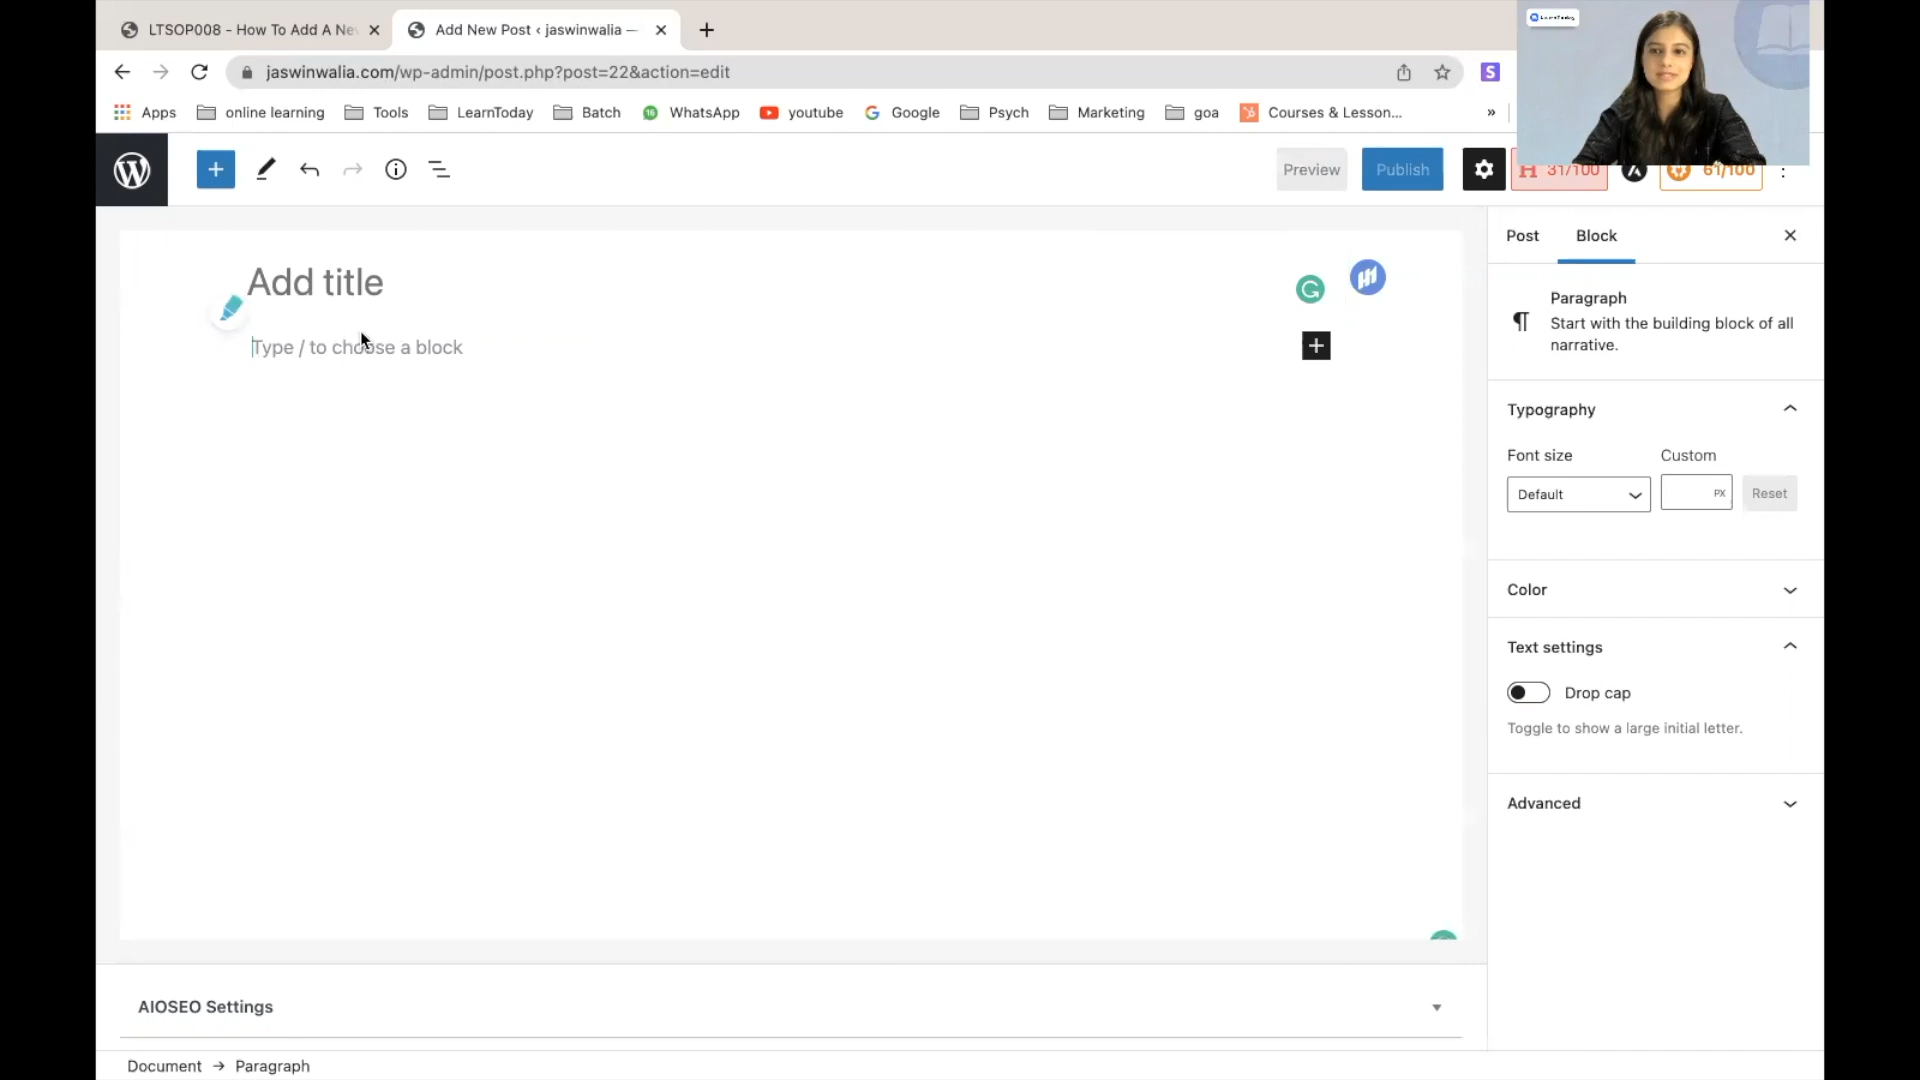 LTSOP008 - How To Add A Ne
Add New Post ‹ jaswinwalia —
jaswinwalia.com/wp-admin/post.php?post=22&action=edit
S
Apps
online learning
Tools
LearnToday
Batch
16
WhatsApp
youtube
Google
Psych
Marketing
goa
Courses & Lesson...
»
LearnToday
Preview
Publish
H 31/100
61/100
Add title
Type / to choose a block
Post
Block
Paragraph
Start with the building block of all
narrative.
Typography
Font size
Custom
Default
PX
Reset
Color
Text settings
Drop cap
Toggle to show a large initial letter.
Advanced
AIOSEO Settings
Document → Paragraph